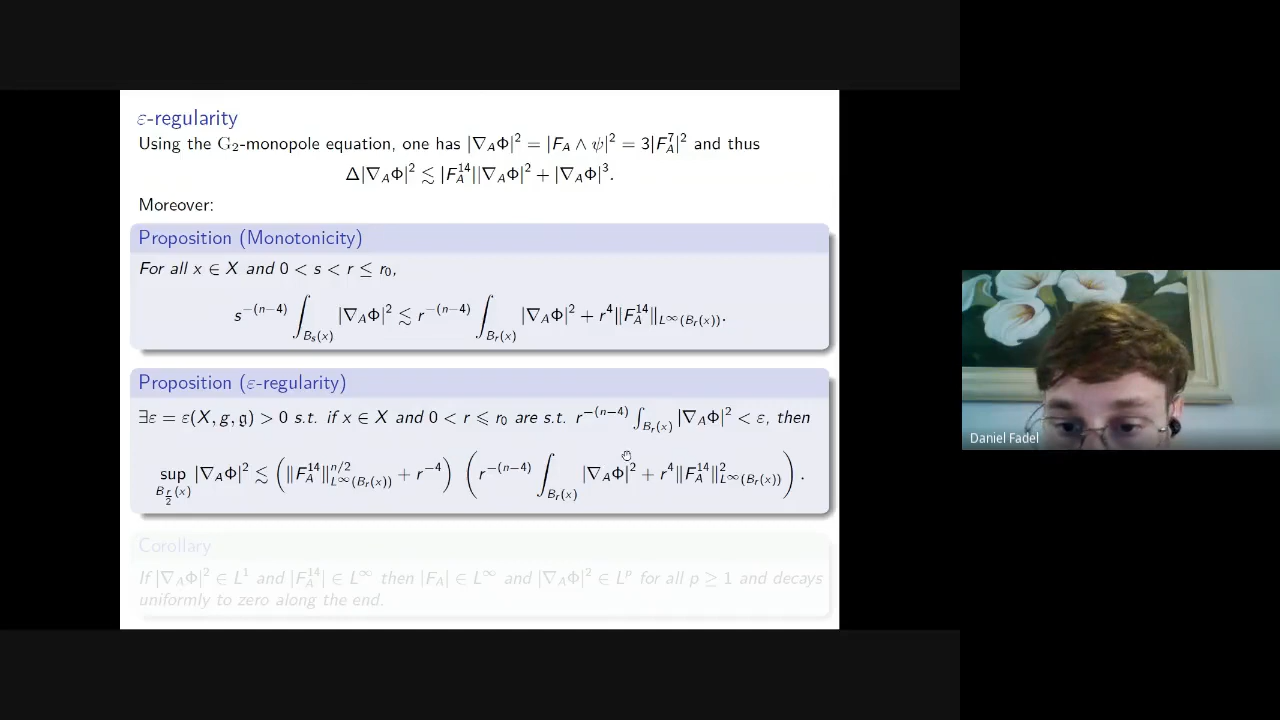 ε-regularity
Using the G₂-monopole equation, one has |∇_AΦ|² = |F_A ∧ ψ|² = 3|F_A^7|² and thus
Δ|∇_AΦ|² ≲ |F_A^{14}||∇_AΦ|² + |∇_AΦ|³.
Moreover:
Proposition (Monotonicity)
For all x ∈ X and 0 < s < r ≤ r₀,
s^{-(n-4)} ∫_{B_s(x)} |∇_AΦ|² ≲ r^{-(n-4)} ∫_{B_r(x)} |∇_AΦ|² + r⁴‖F_A^{14}‖_{L^∞(B_r(x))}.
Proposition (ε-regularity)
∃ε = ε(X, g, 𝔤) > 0 s.t. if x ∈ X and 0 < r ⩽ r₀ are s.t. r^{-(n-4)} ∫_{B_r(x)} |∇_AΦ|² < ε, then
sup_{B_{r/2}(x)} |∇_AΦ|² ≲ (‖F_A^{14}‖^{n/2}_{L^∞(B_r(x))} + r^{-4}) (r^{-(n-4)} ∫_{B_r(x)} |∇_AΦ|² + r⁴‖F_A^{14}‖²_{L^∞(B_r(x))}).
Corollary
If |∇_AΦ|² ∈ L¹ and |F_A^{14}| ∈ L^∞ then |F_A| ∈ L^∞ and |∇_AΦ|² ∈ L^p for all p ≥ 1 and decays
uniformly to zero along the end.
Daniel Fadel